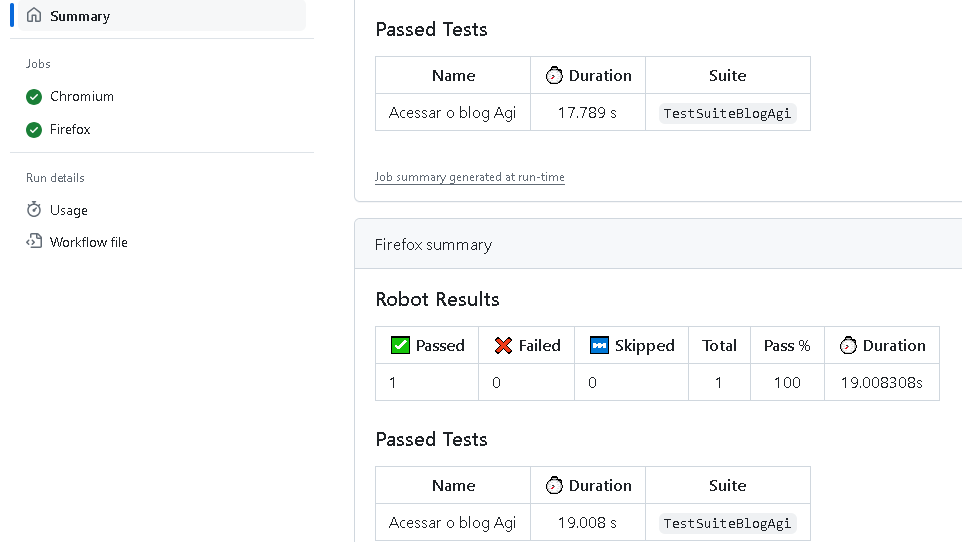 Summary
Jobs
Chromium
Firefox
Run details
Usage
Workflow file
Passed Tests
Name Duration Suite
Acessar o blog Agi 17.789 s TestSuiteBlogAgi
Job summary generated at run-time
Firefox summary
Robot Results
Passed Failed Skipped Total Pass % Duration
1 0 0 1 100 19.008308s
Passed Tests
Name Duration Suite
Acessar o blog Agi 19.008 s TestSuiteBlogAgi